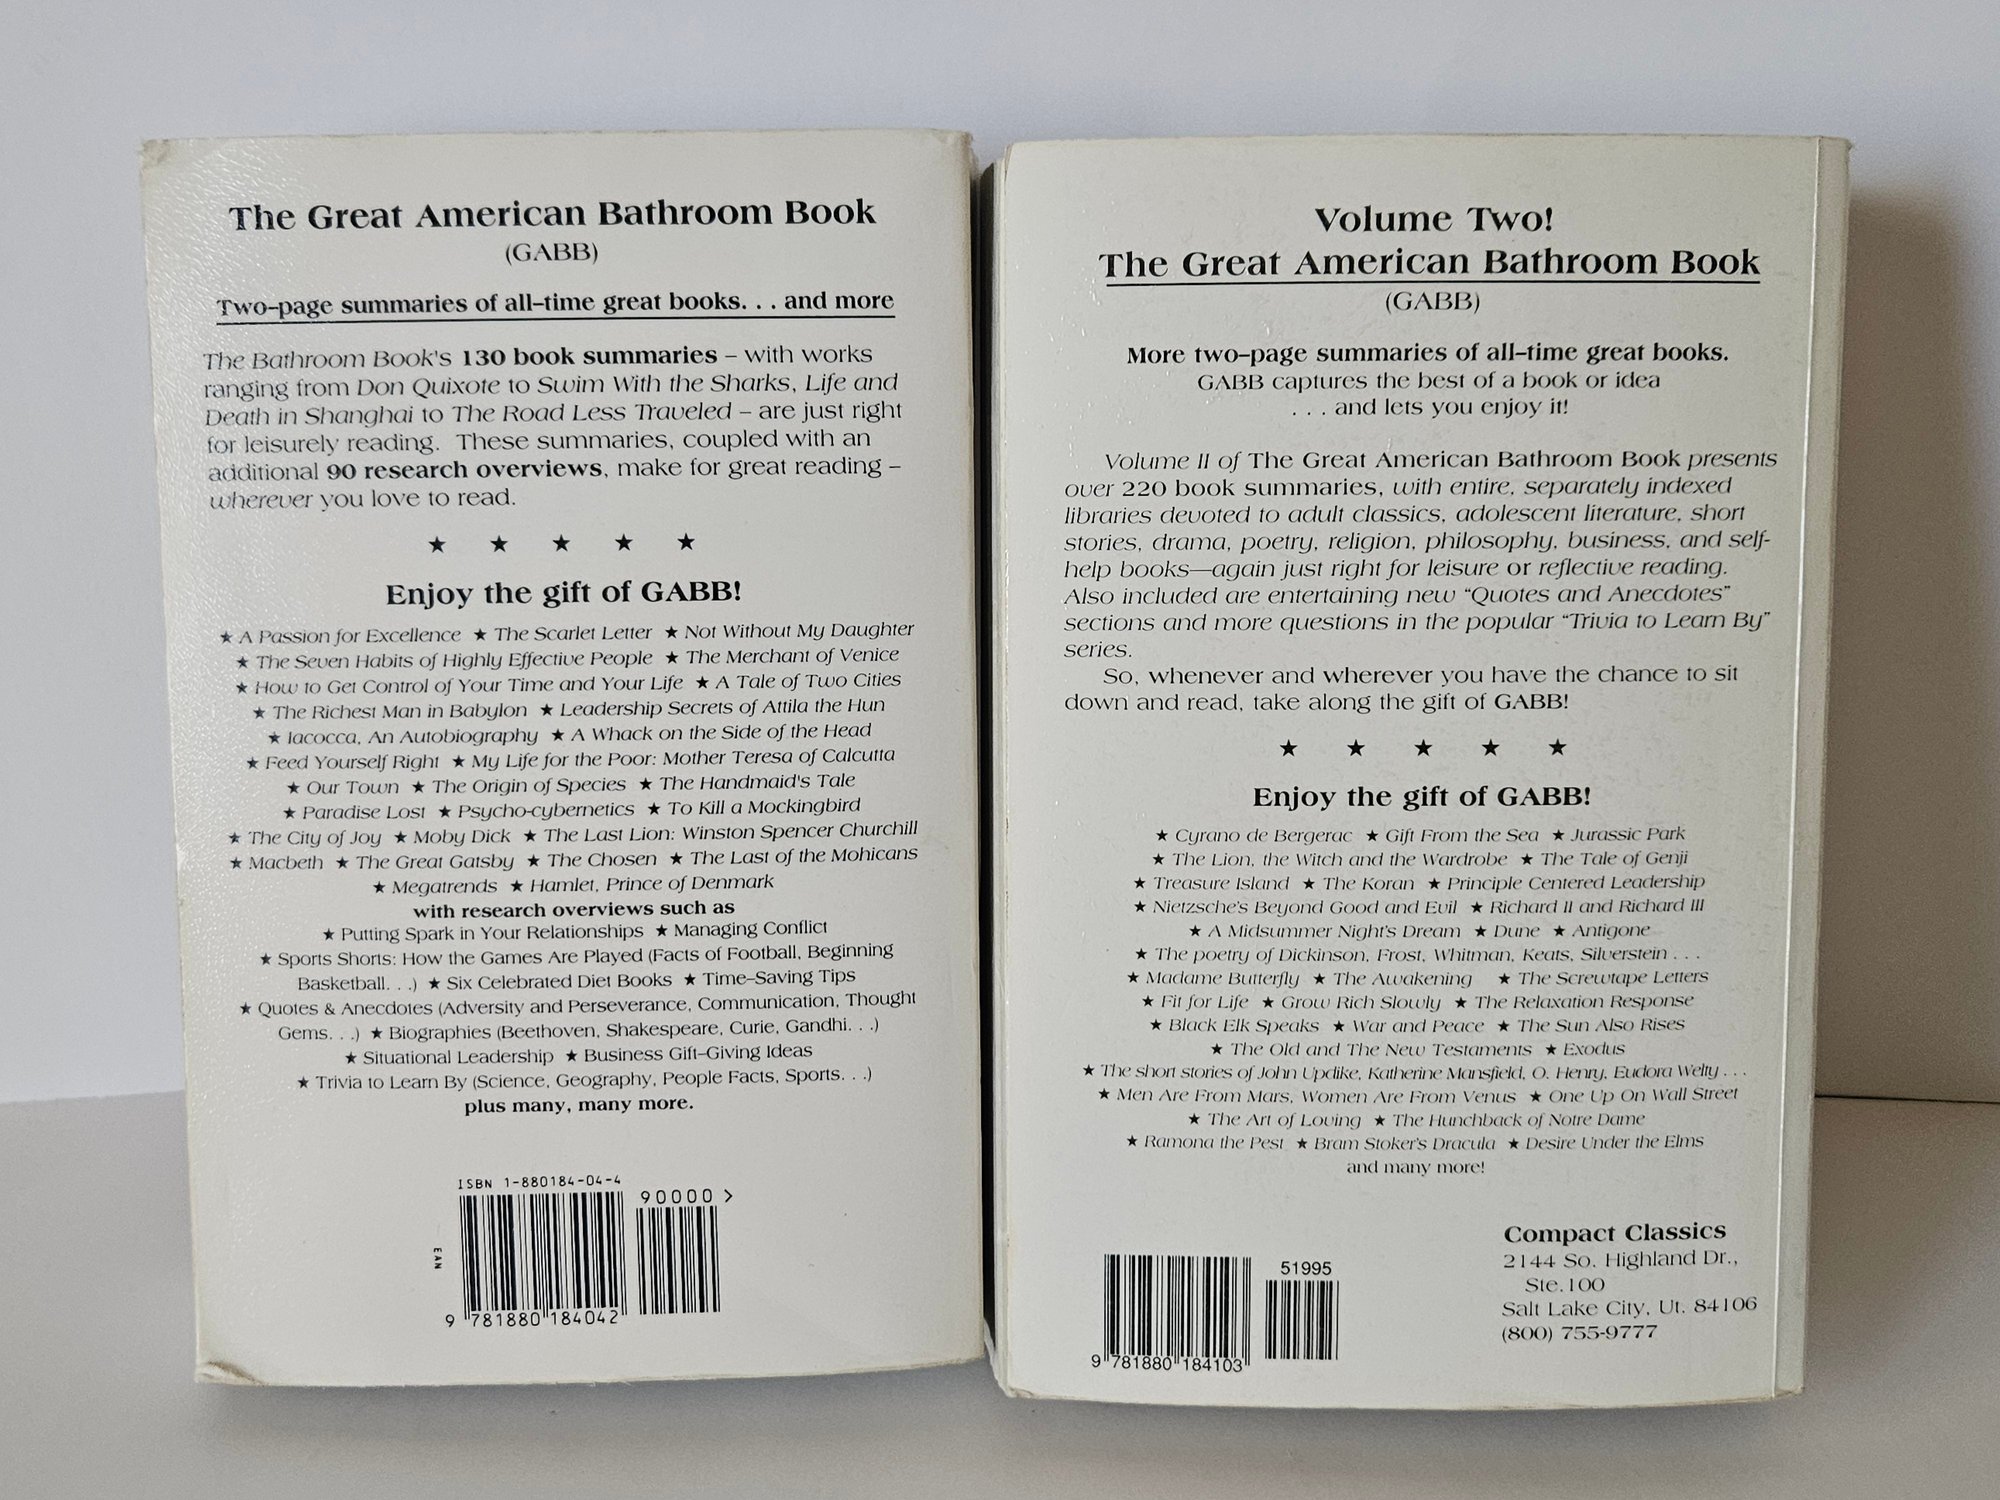 The Great American Bathroom Book
(GABB)
Two-page summaries of all-time great books. . . and more
The Bathroom Book's 130 book summaries – with works
ranging from Don Quixote to Swim With the Sharks, Life and
Death in Shanghai to The Road Less Traveled – are just right
for leisurely reading. These summaries, coupled with an
additional 90 research overviews, make for great reading –
wherever you love to read.
★ ★ ★ ★ ★
Enjoy the gift of GABB!
★ A Passion for Excellence ★ The Scarlet Letter ★ Not Without My Daughter
★ The Seven Habits of Highly Effective People ★ The Merchant of Venice
★ How to Get Control of Your Time and Your Life ★ A Tale of Two Cities
★ The Richest Man in Babylon ★ Leadership Secrets of Attila the Hun
★ Iacocca, An Autobiography ★ A Whack on the Side of the Head
★ Feed Yourself Right ★ My Life for the Poor: Mother Teresa of Calcutta
★ Our Town ★ The Origin of Species ★ The Handmaid's Tale
★ Paradise Lost ★ Psycho-cybernetics ★ To Kill a Mockingbird
★ The City of Joy ★ Moby Dick ★ The Last Lion: Winston Spencer Churchill
★ Macbeth ★ The Great Gatsby ★ The Chosen ★ The Last of the Mohicans
★ Megatrends ★ Hamlet, Prince of Denmark
with research overviews such as
★ Putting Spark in Your Relationships ★ Managing Conflict
★ Sports Shorts: How the Games Are Played (Facts of Football, Beginning
Basketball. . .) ★ Six Celebrated Diet Books ★ Time–Saving Tips
★ Quotes & Anecdotes (Adversity and Perseverance, Communication, Thought
Gems. . .) ★ Biographies (Beethoven, Shakespeare, Curie, Gandhi. . .)
★ Situational Leadership ★ Business Gift–Giving Ideas
★ Trivia to Learn By (Science, Geography, People Facts, Sports. . .)
plus many, many more.
ISBN 1-880184-04-4
90000 >
EAN
9 781880 184042
Volume Two!
The Great American Bathroom Book
(GABB)
More two-page summaries of all-time great books.
GABB captures the best of a book or idea
. . . and lets you enjoy it!
Volume II of The Great American Bathroom Book presents
over 220 book summaries, with entire, separately indexed
libraries devoted to adult classics, adolescent literature, short
stories, drama, poetry, religion, philosophy, business, and self-
help books—again just right for leisure or reflective reading.
Also included are entertaining new “Quotes and Anecdotes”
sections and more questions in the popular “Trivia to Learn By”
series.
So, whenever and wherever you have the chance to sit
down and read, take along the gift of GABB!
★ ★ ★ ★ ★
Enjoy the gift of GABB!
★ Cyrano de Bergerac ★ Gift From the Sea ★ Jurassic Park
★ The Lion, the Witch and the Wardrobe ★ The Tale of Genji
★ Treasure Island ★ The Koran ★ Principle Centered Leadership
★ Nietzsche's Beyond Good and Evil ★ Richard II and Richard III
★ A Midsummer Night's Dream ★ Dune ★ Antigone
★ The poetry of Dickinson, Frost, Whitman, Keats, Silverstein . . .
★ Madame Butterfly ★ The Awakening ★ The Screwtape Letters
★ Fit for Life ★ Grow Rich Slowly ★ The Relaxation Response
★ Black Elk Speaks ★ War and Peace ★ The Sun Also Rises
★ The Old and The New Testaments ★ Exodus
★ The short stories of John Updike, Katherine Mansfield, O. Henry, Eudora Welty . . .
★ Men Are From Mars, Women Are From Venus ★ One Up On Wall Street
★ The Art of Loving ★ The Hunchback of Notre Dame
★ Ramona the Pest ★ Bram Stoker's Dracula ★ Desire Under the Elms
and many more!
51995
9 781880 184103
Compact Classics
2144 So. Highland Dr.,
Ste.100
Salt Lake City, Ut. 84106
(800) 755-9777